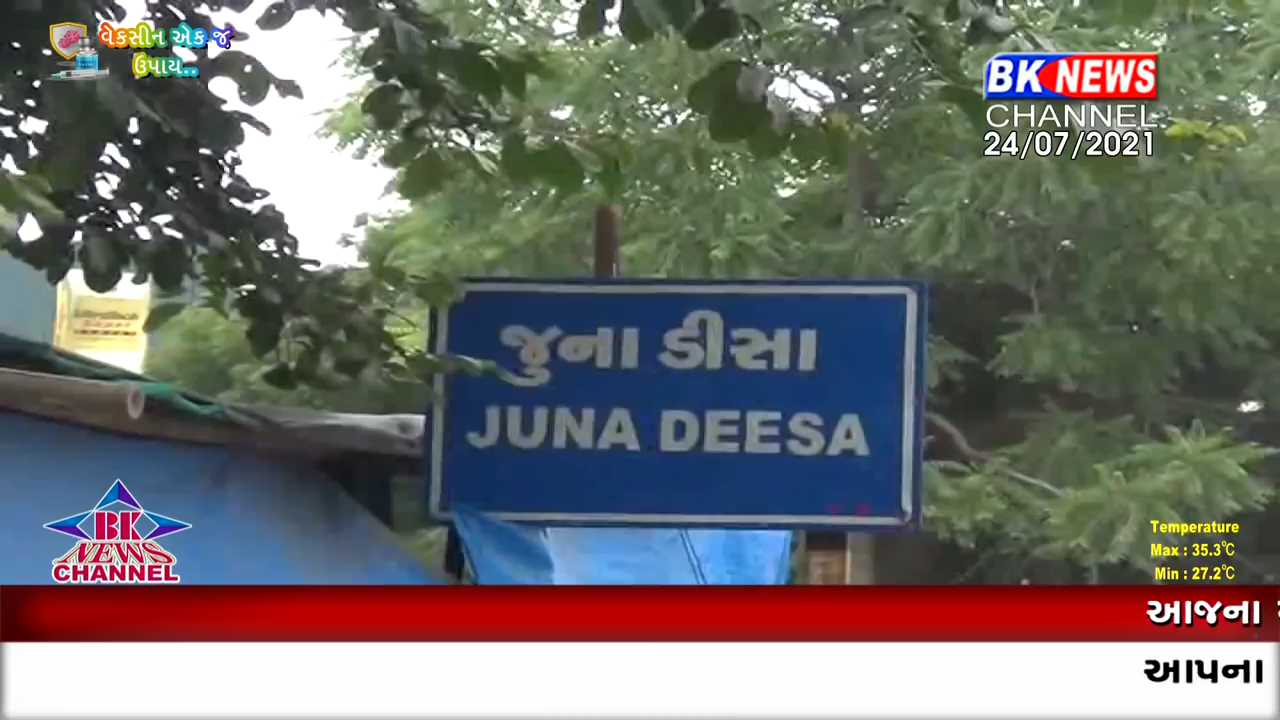 વેકસીન એક જ
ઉપાય..
BK NEWS
CHANNEL
24/07/2021
જુના ડીસા
JUNA DEESA
BK
NEWS
CHANNEL
Temperature
Max : 35.3℃
Min : 27.2℃
આજના
આપના